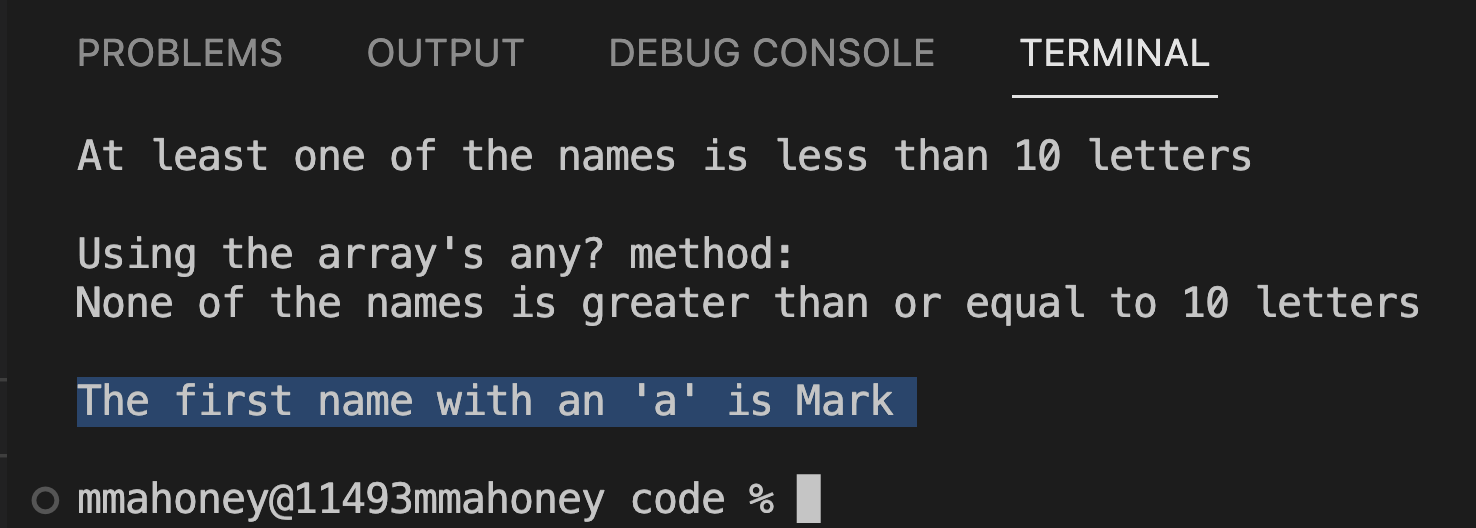 PROBLEMS OUTPUT DEBUG CONSOLE TERMINAL
At least one of the names is less than 10 letters
Using the array's any? method:
None of the names is greater than or equal to 10 letters
The first name with an 'a' is Mark
mmahoney@11493mmahoney code %